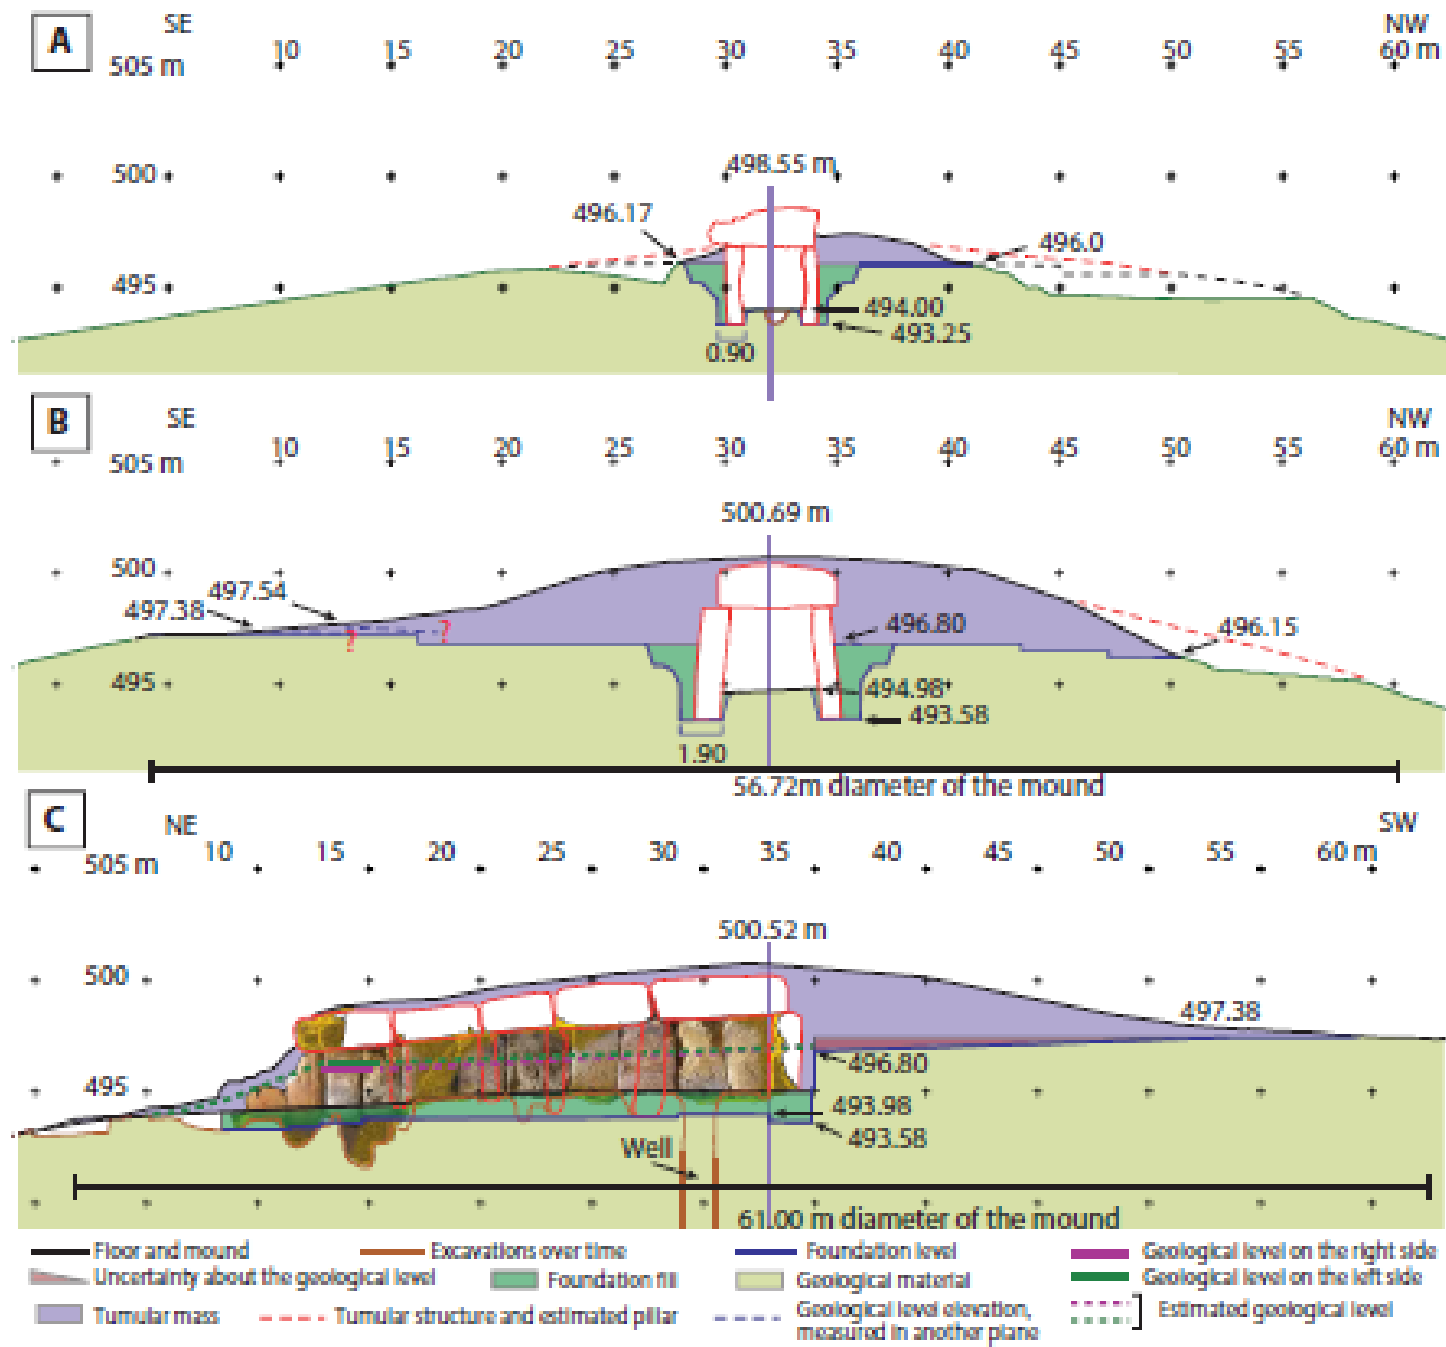 A
SE
NW
10 15 20 25 30 35 40 45 50 55 60 m
505 m
500
498.55 m
496.17
496.0
495
494.00
493.25
0.90
B
SE
NW
10 15 20 25 30 35 40 45 50 55 60 m
505 m
500.69 m
500
497.54
497.38
?
?
496.80
496.15
495
494.98
493.58
1.90
56.72m diameter of the mound
C
NE
SW
10 15 20 25 30 35 40 45 50 55 60 m
505 m
500.52 m
500
497.38
496.80
495
493.98
493.58
Well
61.00 m diameter of the mound
Floor and mound
Excavations over time
Foundation level
Geological level on the right side
Uncertainty about the geological level
Foundation fill
Geological material
Geological level on the left side
Tumular mass
Tumular structure and estimated pillar
Geological level elevation,
measured in another plane
Estimated geological level